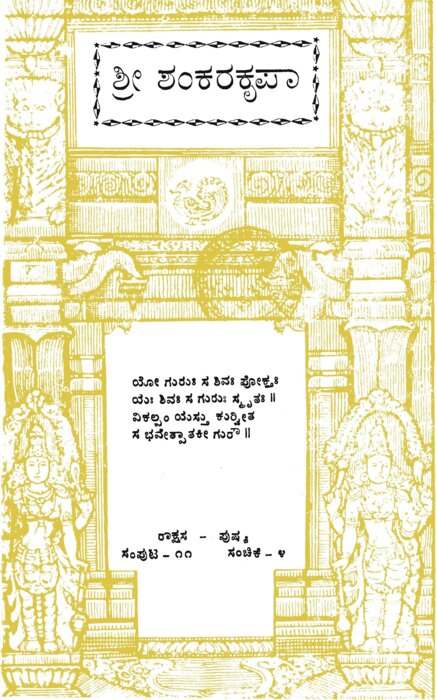 ಶ್ರೀ ಶಂಕರಕೃಪಾ
ಯೋ ಗುರುಃ ಸ ಶಿವಃ ಪ್ರೋಕ್ತಃ
ಯಃ ಶಿವಃ ಸ ಗುರುಃ ಸ್ಮೃತಃ ॥
ವಿಕಲ್ಪಂ ಯಸ್ತು ಕುರ್ವೀತ
ಸ ಭವೇತ್ಪಾತಕೀ ಗುರೌ ॥
ರಾಕ್ಷಸ - ಪುಷ್ಯ
ಸಂಪುಟ - ೧೧ ಸಂಚಿಕೆ - ೪